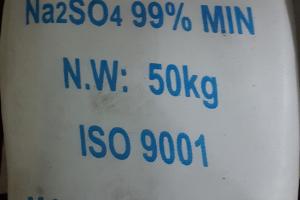 Na2SO4 99% MIN
N.W: 50kg
ISO 9001